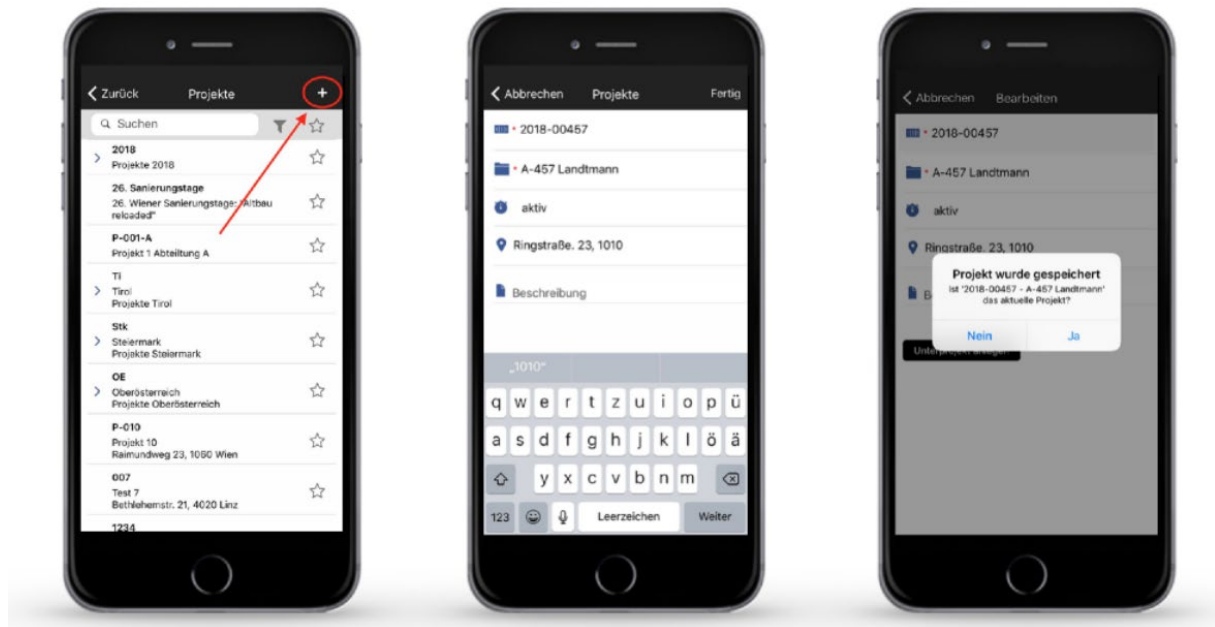 Zurück Projekte +
Suchen
2018
Projekte 2018
26. Sanierungstage
26. Wiener Sanierungstage: "Altbau
reloaded"
P-001-A
Projekt 1 Abteiltung A
Ti
Tirol
Projekte Tirol
Stk
Steiermark
Projekte Steiermark
OE
Oberösterreich
Projekte Oberösterreich
P-010
Projekt 10
Raimundweg 23, 1060 Wien
007
Test 7
Bethlehemstr. 21, 4020 Linz
1234
Abbrechen Projekte Fertig
* 2018-00457
* A-457 Landtmann
aktiv
Ringstraße. 23, 1010
Beschreibung
„1010“
q w e r t z u i o p ü
a s d f g h j k l ö ä
y x c v b n m
123 Leerzeichen Weiter
Abbrechen Bearbeiten
* 2018-00457
* A-457 Landtmann
aktiv
Ringstraße. 23, 1010
B
Projekt wurde gespeichert
Ist '2018-00457 - A-457 Landtmann'
das aktuelle Projekt?
Nein Ja
Unterprojekt anlegen